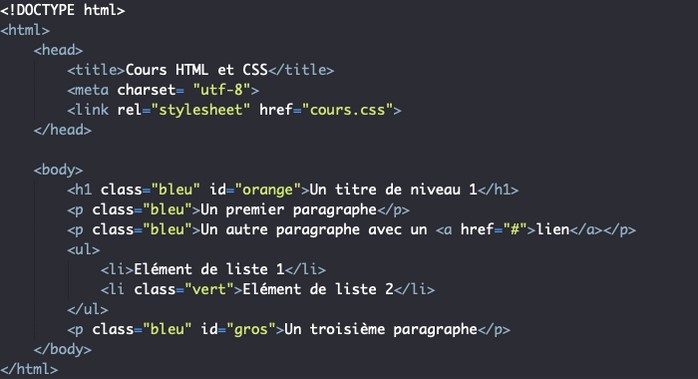 <!DOCTYPE html>
<html>
    <head>
        <title>Cours HTML et CSS</title>
        <meta charset= "utf-8">
        <link rel="stylesheet" href="cours.css">
    </head>

    <body>
        <h1 class="bleu" id="orange">Un titre de niveau 1</h1>
        <p class="bleu">Un premier paragraphe</p>
        <p class="bleu">Un autre paragraphe avec un <a href="#">lien</a></p>
        <ul>
            <li>Elément de liste 1</li>
            <li class="vert">Elément de liste 2</li>
        </ul>
        <p class="bleu" id="gros">Un troisième paragraphe</p>
    </body>
</html>